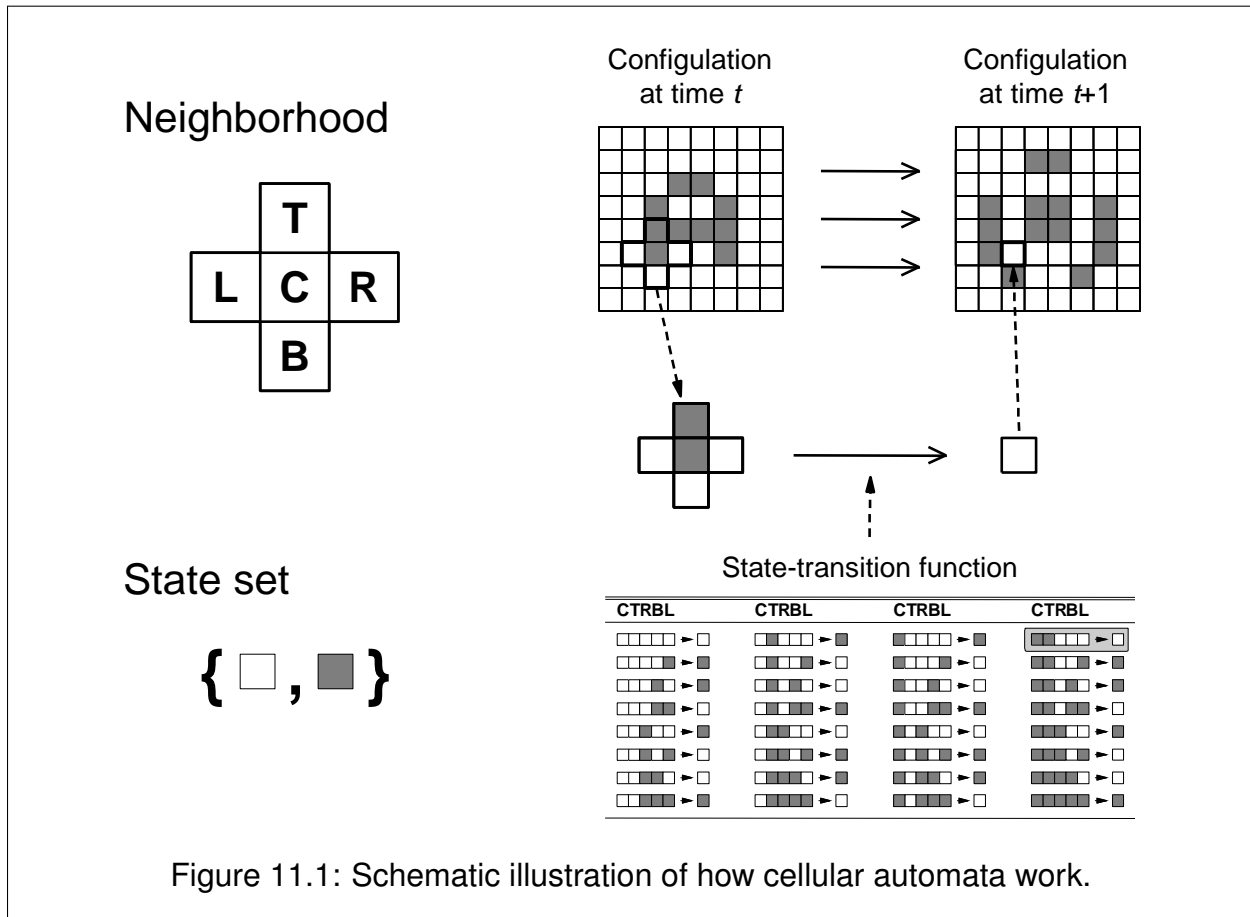 Neighborhood
T
L C R
B
State set
{ , }
Configulation
at time t
Configulation
at time t+1
State-transition function
CTRBL CTRBL CTRBL CTRBL
Figure 11.1: Schematic illustration of how cellular automata work.